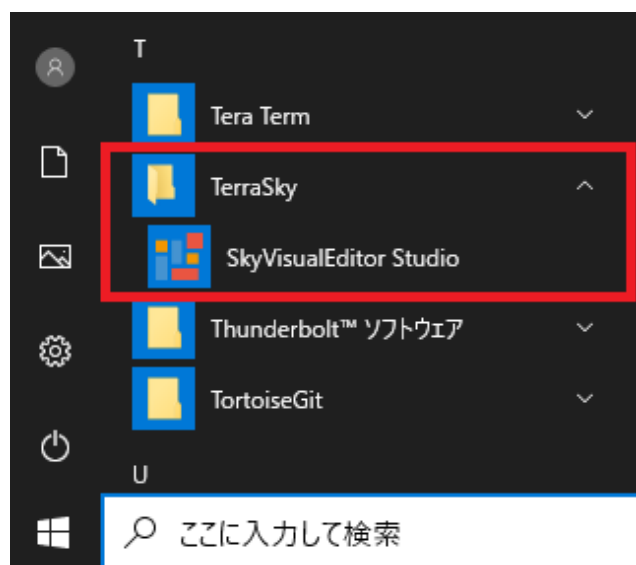 T
Tera Term
TerraSky
SkyVisualEditor Studio
Thunderbolt™ ソフトウェア
TortoiseGit
U
ここに入力して検索